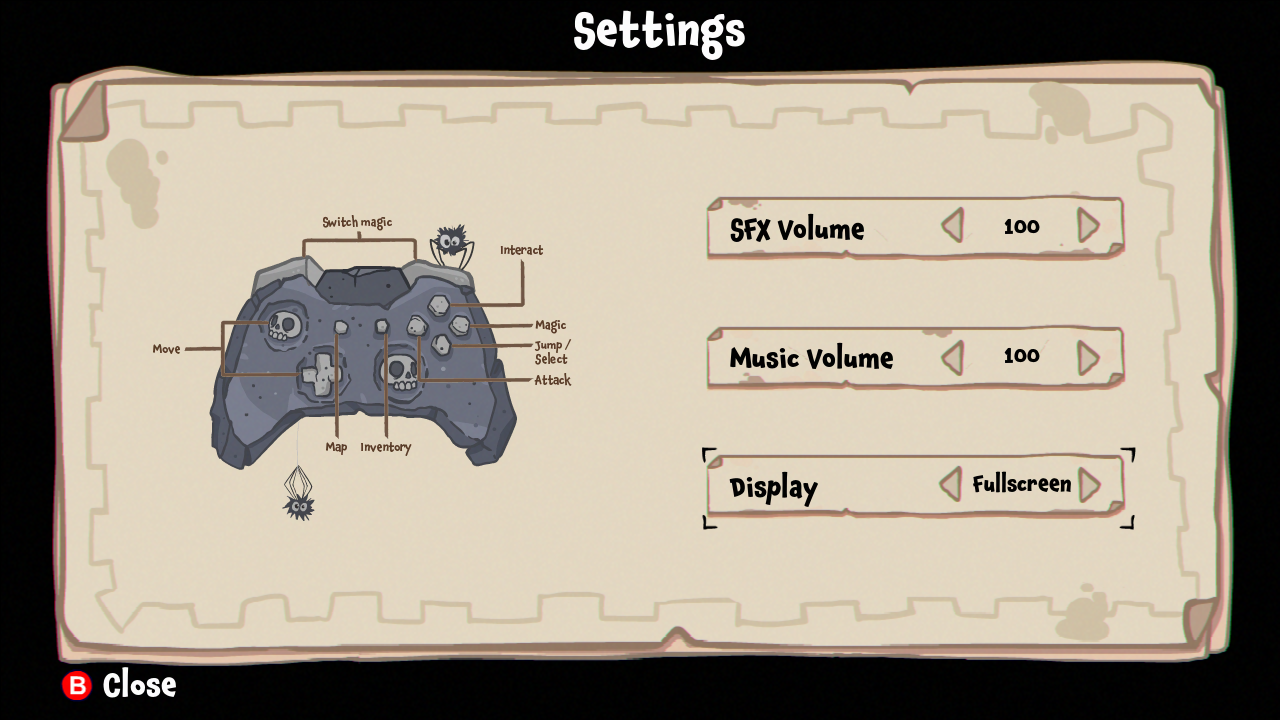 Settings
Switch magic
Interact
Move
Magic
Jump /
Select
Attack
Map
Inventory
SFX Volume
100
Music Volume
100
Display
Fullscreen
B Close